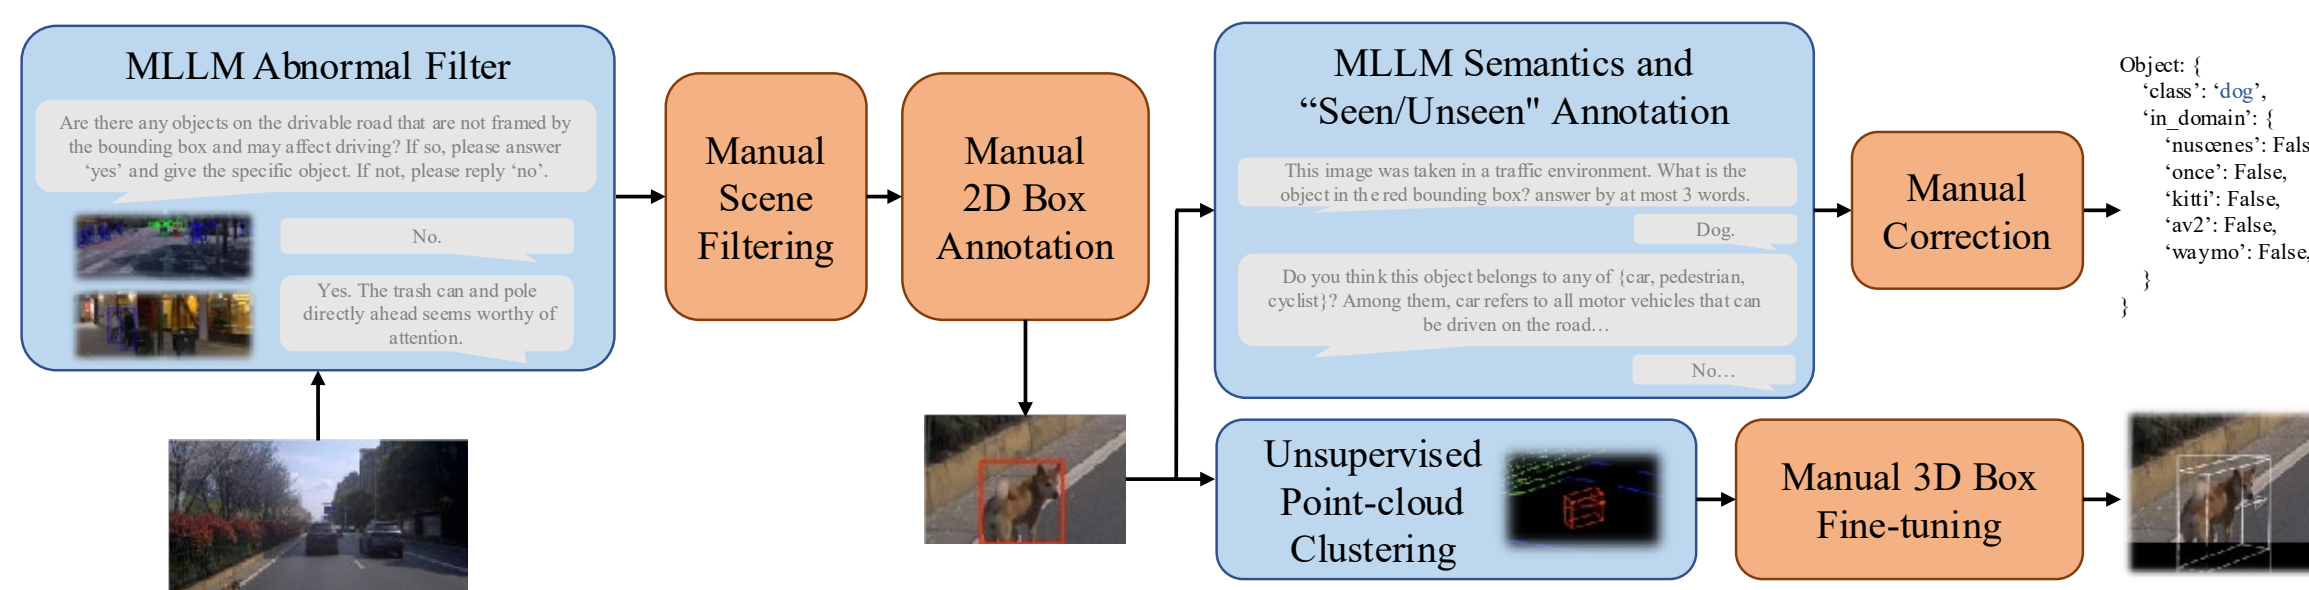 MLLM Abnormal Filter
Are there any objects on the drivable road that are not framed by
the bounding box and may affect driving? If so, please answer
‘yes’ and give the specific object. If not, please reply ‘no’.
No.
Yes. The trash can and pole
directly ahead seems worthy of
attention.
Manual
Scene
Filtering
Manual
2D Box
Annotation
MLLM Semantics and
“Seen/Unseen" Annotation
This image was taken in a traffic environment. What is the
object in the red bounding box? answer by at most 3 words.
Dog.
Do you think this object belongs to any of {car, pedestrian,
cyclist}? Among them, car refers to all motor vehicles that can
be driven on the road…
No…
Manual
Correction
Object: {
‘class’: ‘dog’,
‘in_domain’: {
‘nuscenes’: Fals
‘once’: False,
‘kitti’: False,
‘av2’: False,
‘waymo’: False,
}
}
Unsupervised
Point-cloud
Clustering
Manual 3D Box
Fine-tuning